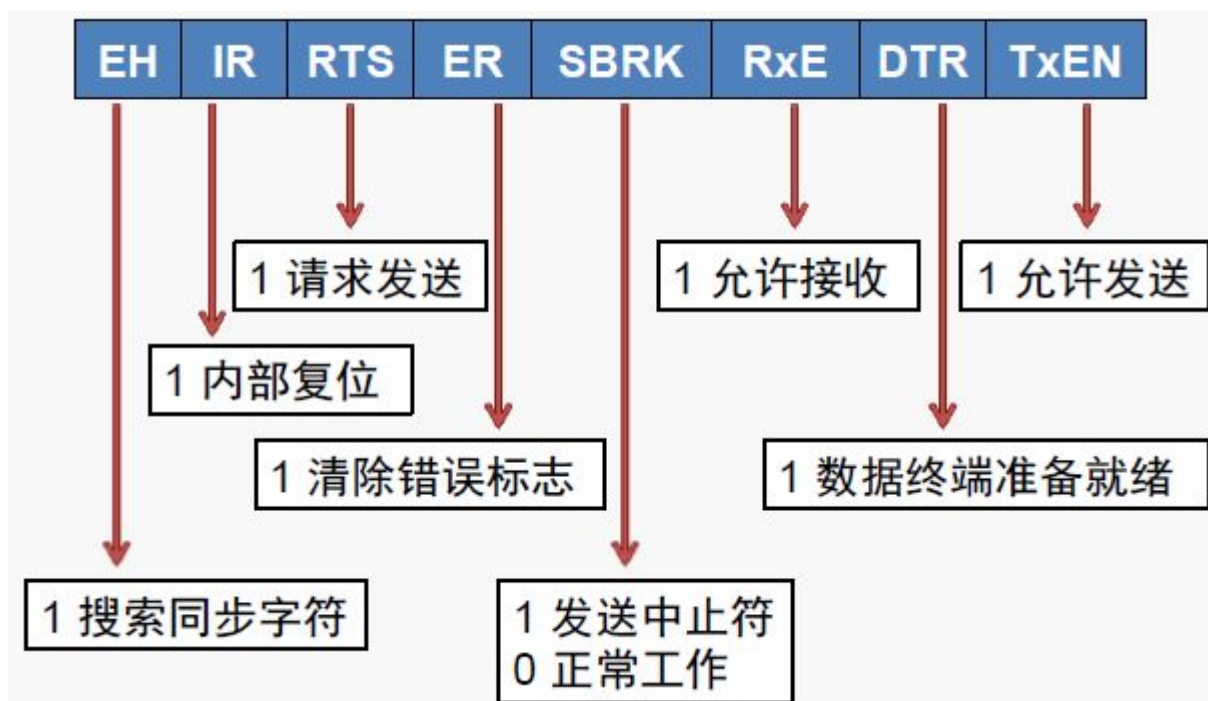 EH IR RTS ER SBRK RxE DTR TxEN
1 请求发送
1 允许接收
1 允许发送
1 内部复位
1 清除错误标志
1 数据终端准备就绪
1 搜索同步字符
1 发送中止符
0 正常工作